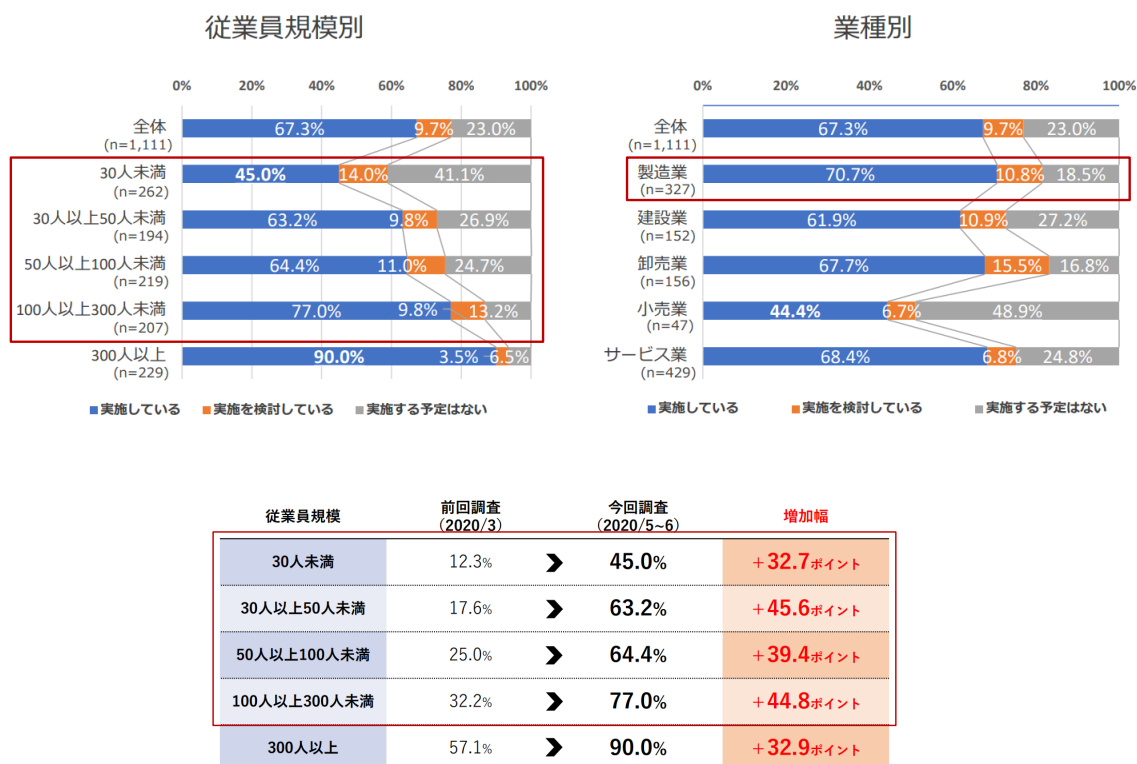 従業員規模別
0% 20% 40% 60% 80% 100%
全体 67.3% 9.7% 23.0%
(n=1,111)
30人未満 45.0% 14.0% 41.1%
(n=262)
30人以上50人未満 63.2% 9.8% 26.9%
(n=194)
50人以上100人未満 64.4% 11.0% 24.7%
(n=219)
100人以上300人未満 77.0% 9.8% 13.2%
(n=207)
300人以上 90.0% 3.5% 6.5%
(n=229)
■実施している ■実施を検討している ■実施する予定はない
業種別
0% 20% 40% 60% 80% 100%
全体 67.3% 9.7% 23.0%
(n=1,111)
製造業 70.7% 10.8% 18.5%
(n=327)
建設業 61.9% 10.9% 27.2%
(n=152)
卸売業 67.7% 15.5% 16.8%
(n=156)
小売業 44.4% 6.7% 48.9%
(n=47)
サービス業 68.4% 6.8% 24.8%
(n=429)
■実施している ■実施を検討している ■実施する予定はない
従業員規模 前回調査 今回調査 増加幅
(2020/3) (2020/5~6)
30人未満 12.3% 45.0% +32.7ポイント
30人以上50人未満 17.6% 63.2% +45.6ポイント
50人以上100人未満 25.0% 64.4% +39.4ポイント
100人以上300人未満 32.2% 77.0% +44.8ポイント
300人以上 57.1% 90.0% +32.9ポイント